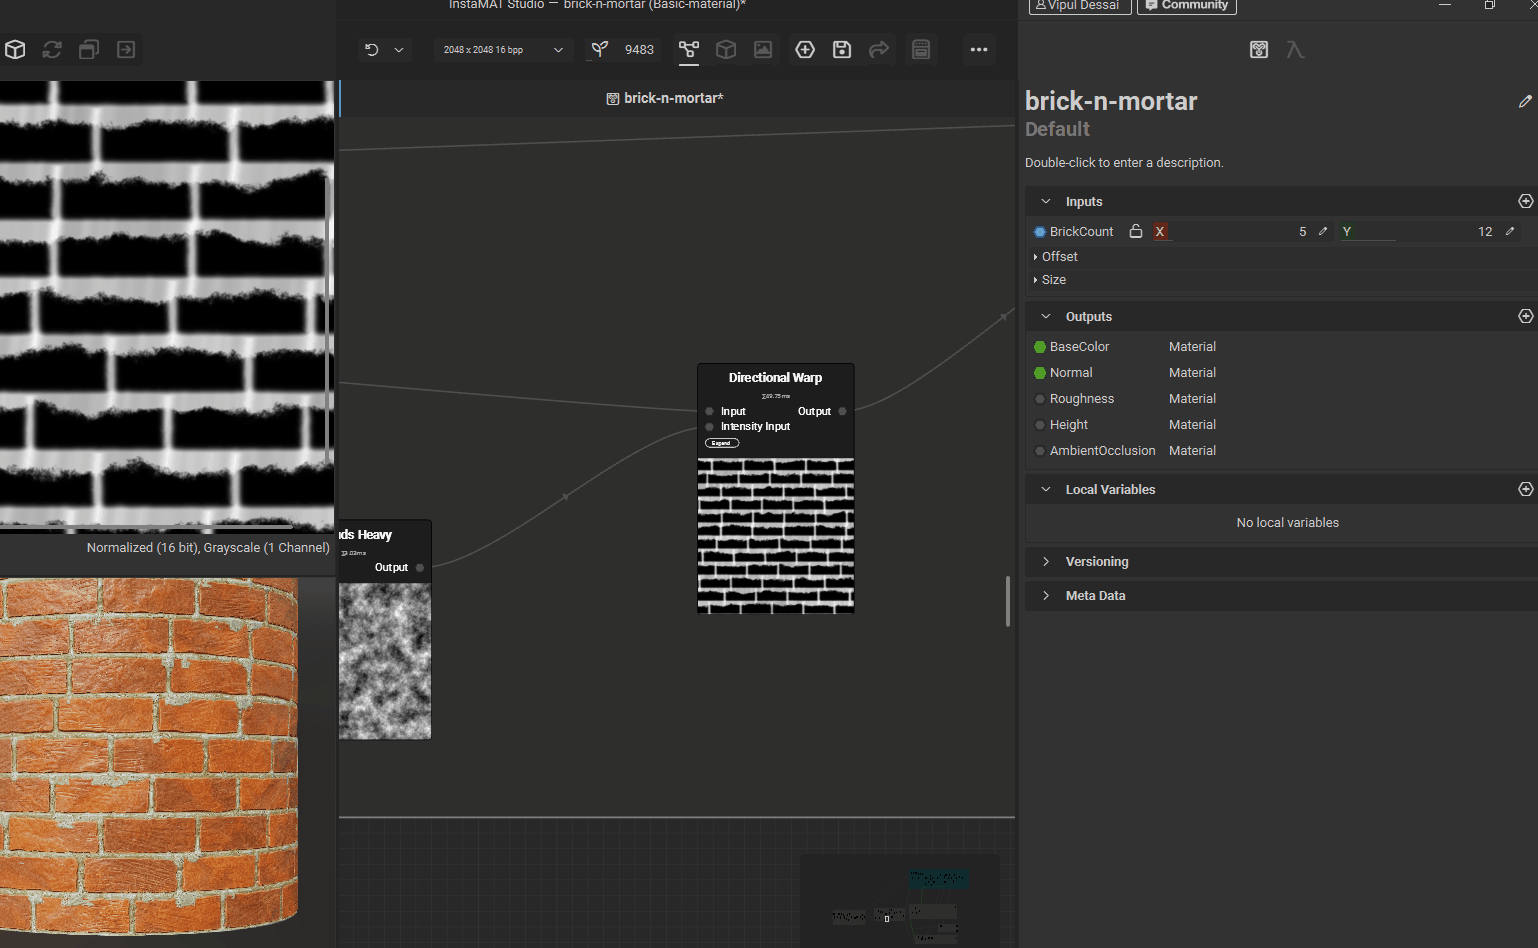 InstaMAT Studio — brick-n-mortar (Basic-material)*
Vipul Dessai
Community
2048 x 2048 16 bpp
9483
brick-n-mortar*
brick-n-mortar
Default
Double-click to enter a description.
Inputs
BrickCount X 5 Y 12
Offset
Size
Outputs
BaseColor Material
Normal Material
Roughness Material
Height Material
AmbientOcclusion Material
Local Variables
No local variables
Versioning
Meta Data
Directional Warp
Input Output
Intensity Input
Expand
ds Heavy
Output
Normalized (16 bit), Grayscale (1 Channel)